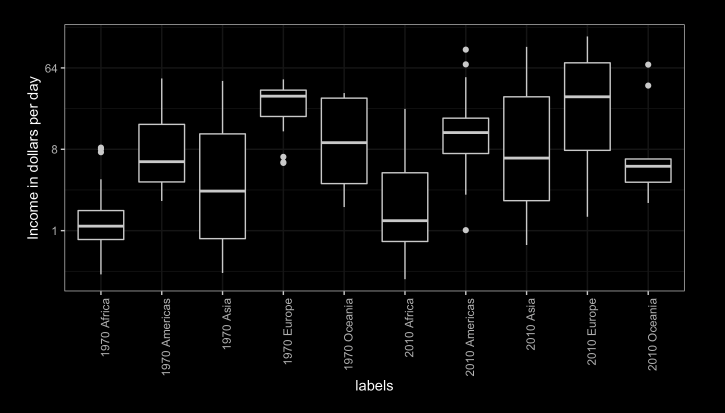 Income in dollars per day
64
8
1
1970 Africa
1970 Americas
1970 Asia
1970 Europe
1970 Oceania
2010 Africa
2010 Americas
2010 Asia
2010 Europe
2010 Oceania
labels